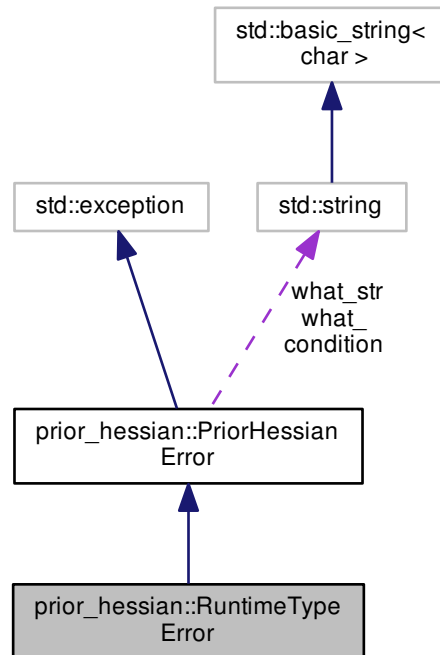 std::basic_string<
char >
std::exception
std::string
what_str
what_
condition
prior_hessian::PriorHessian
Error
prior_hessian::RuntimeType
Error